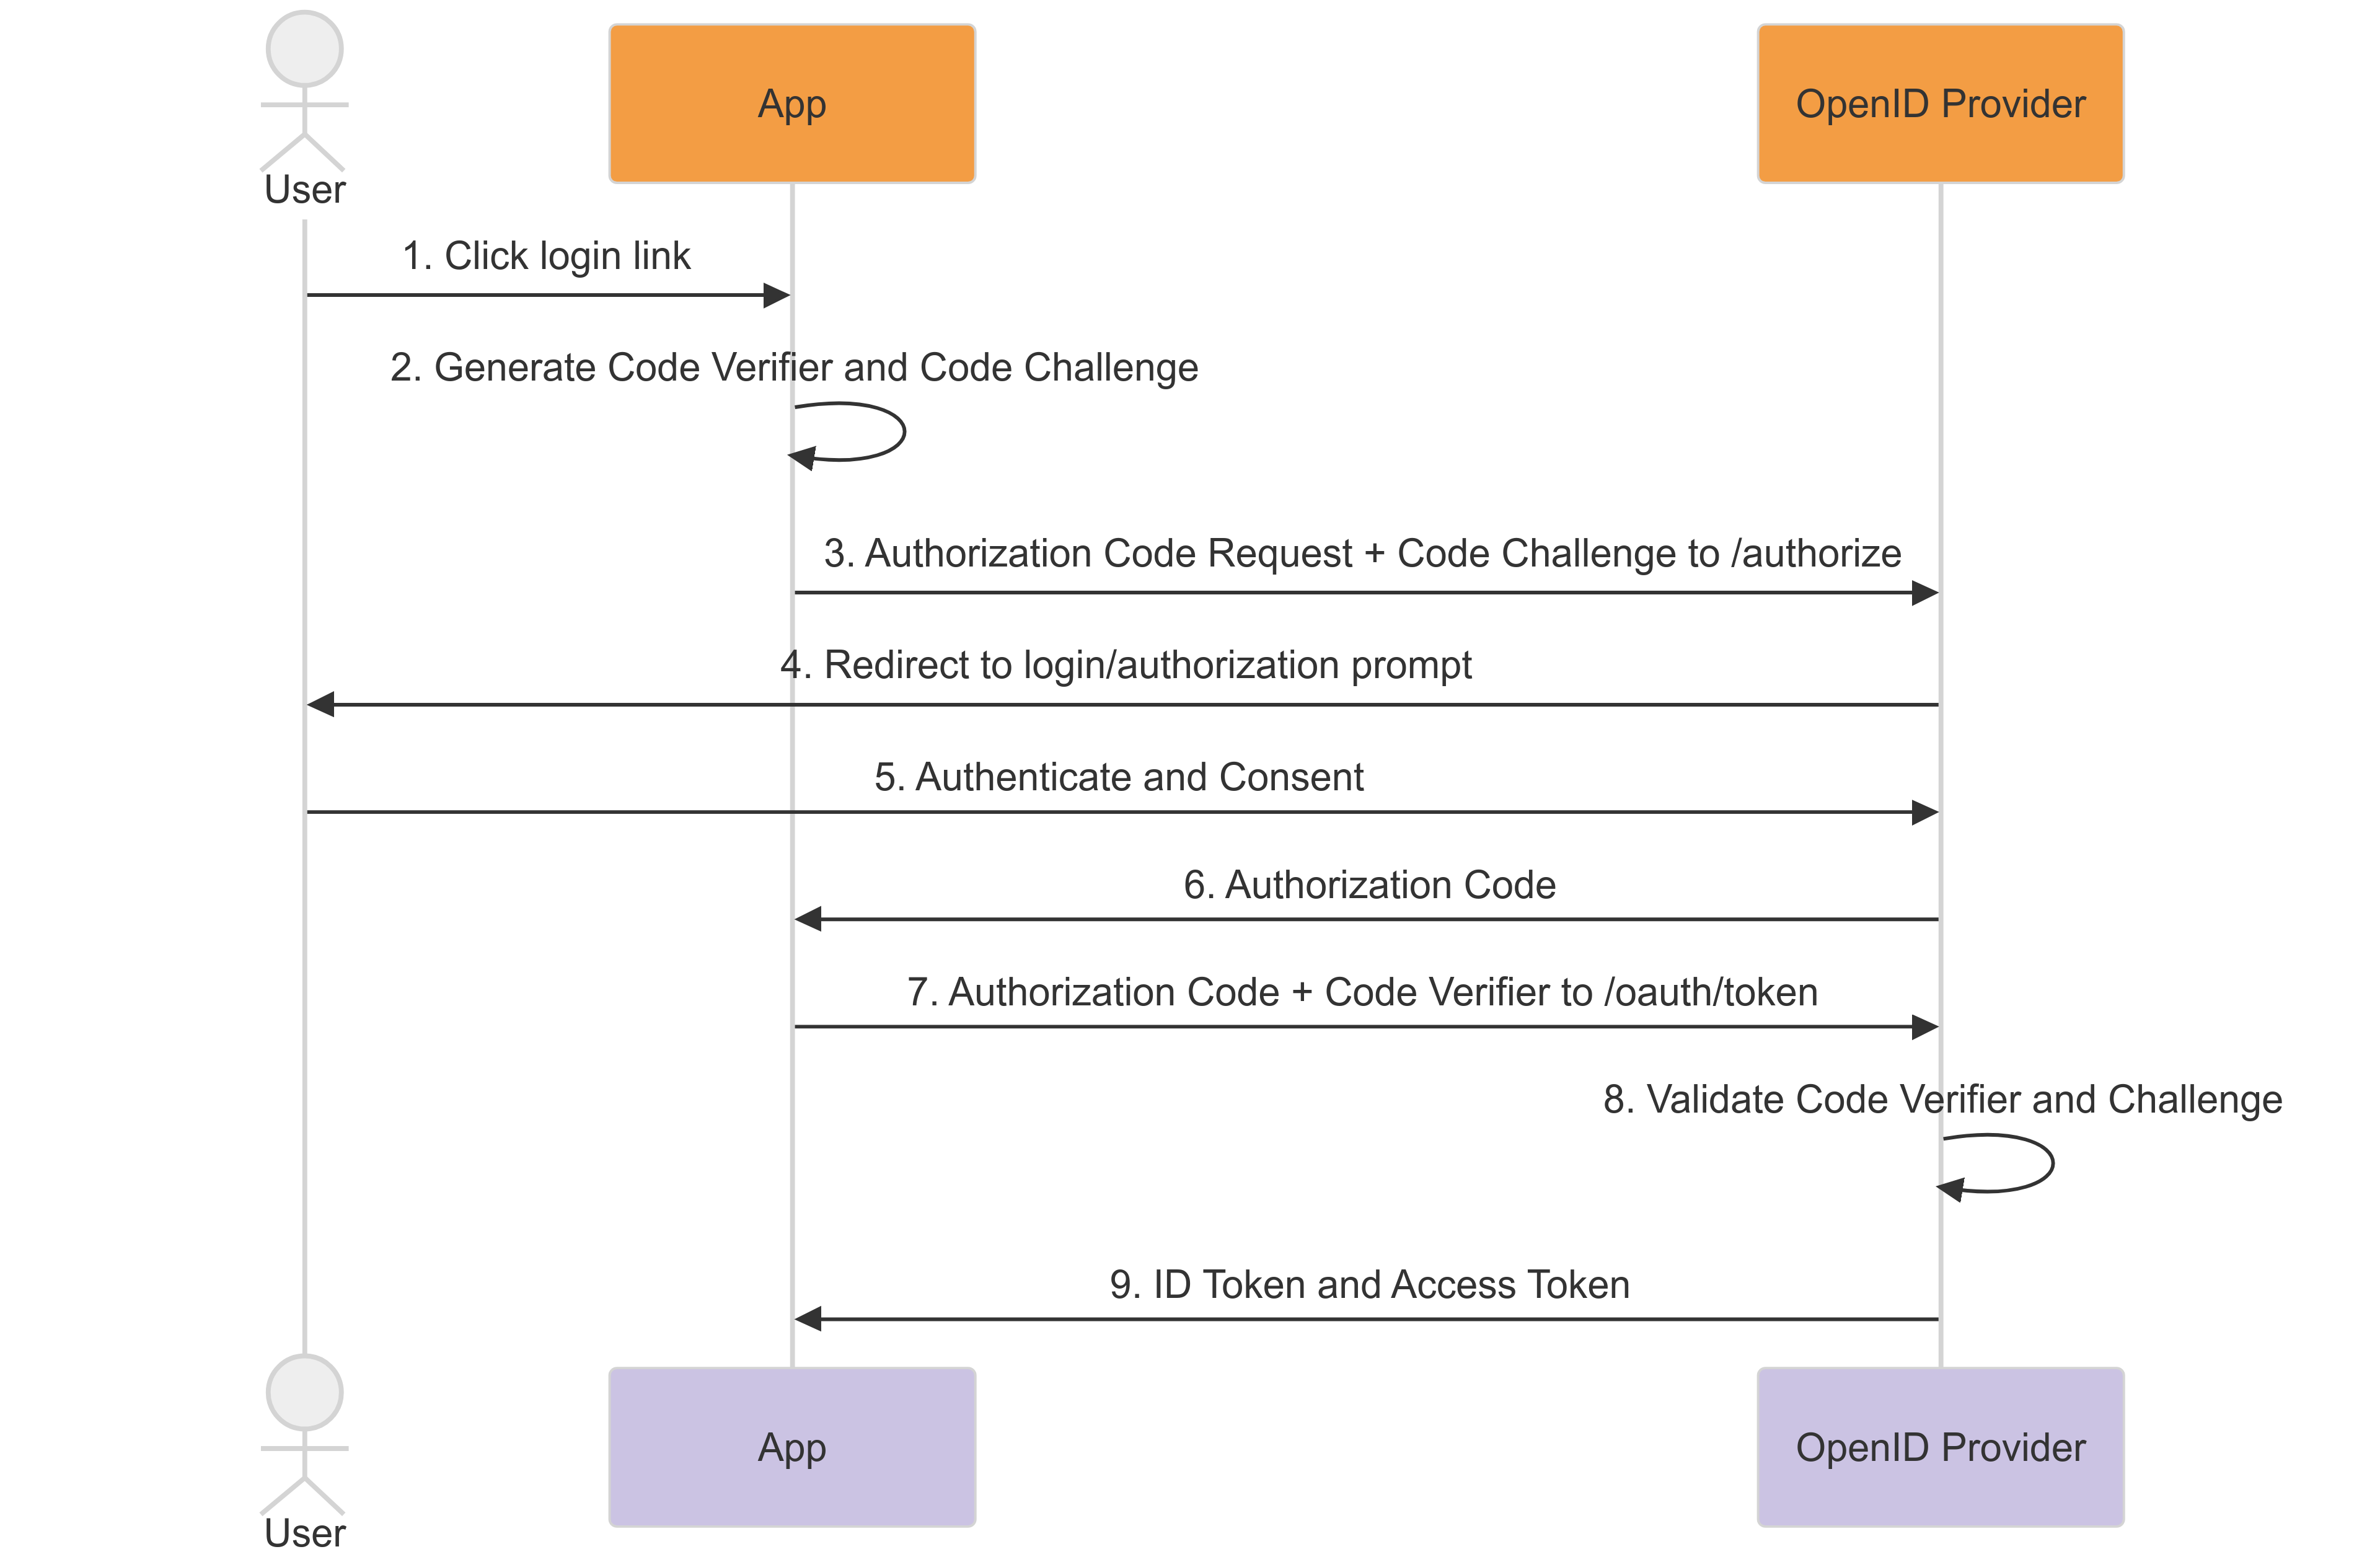 App
OpenID Provider
User
1. Click login link
2. Generate Code Verifier and Code Challenge
3. Authorization Code Request + Code Challenge to /authorize
4. Redirect to login/authorization prompt
5. Authenticate and Consent
6. Authorization Code
7. Authorization Code + Code Verifier to /oauth/token
8. Validate Code Verifier and Challenge
9. ID Token and Access Token
App
OpenID Provider
User